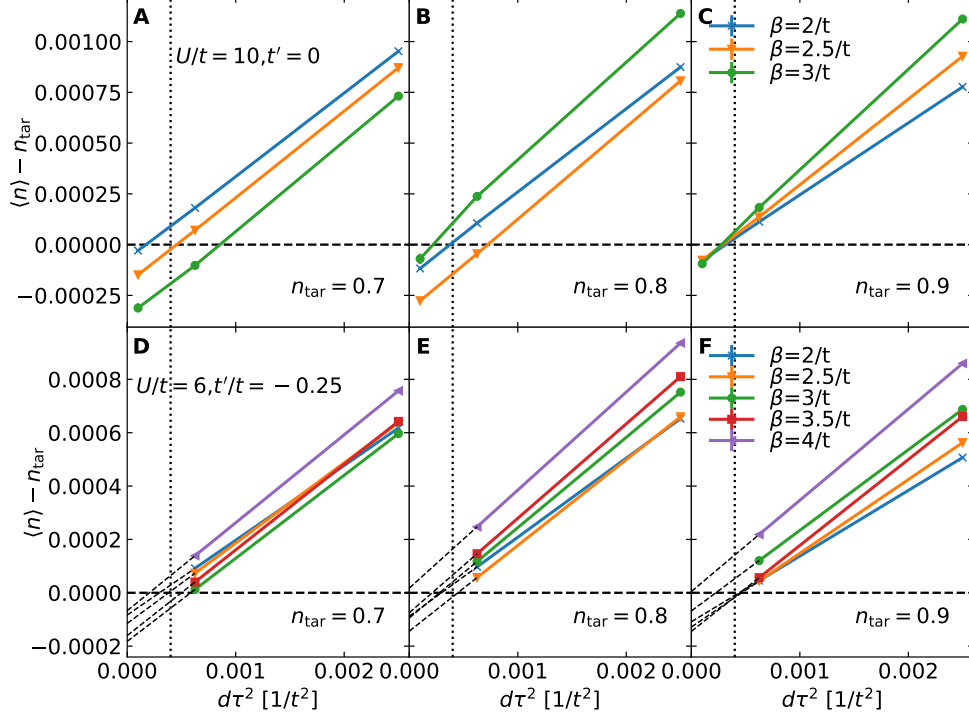 A
B
C
U/t = 10, t′ = 0
β=2/t
β=2.5/t
β=3/t
0.00100
0.00075
0.00050
0.00025
0.00000
−0.00025
⟨n⟩ − n_tar
n_tar = 0.7
n_tar = 0.8
n_tar = 0.9
D
E
F
U/t = 6, t′/t = −0.25
β=2/t
β=2.5/t
β=3/t
β=3.5/t
β=4/t
0.0008
0.0006
0.0004
0.0002
0.0000
−0.0002
⟨n⟩ − n_tar
n_tar = 0.7
n_tar = 0.8
n_tar = 0.9
0.000 0.001 0.002 0.000 0.001 0.002 0.000 0.001 0.002
dτ² [1/t²] dτ² [1/t²] dτ² [1/t²]